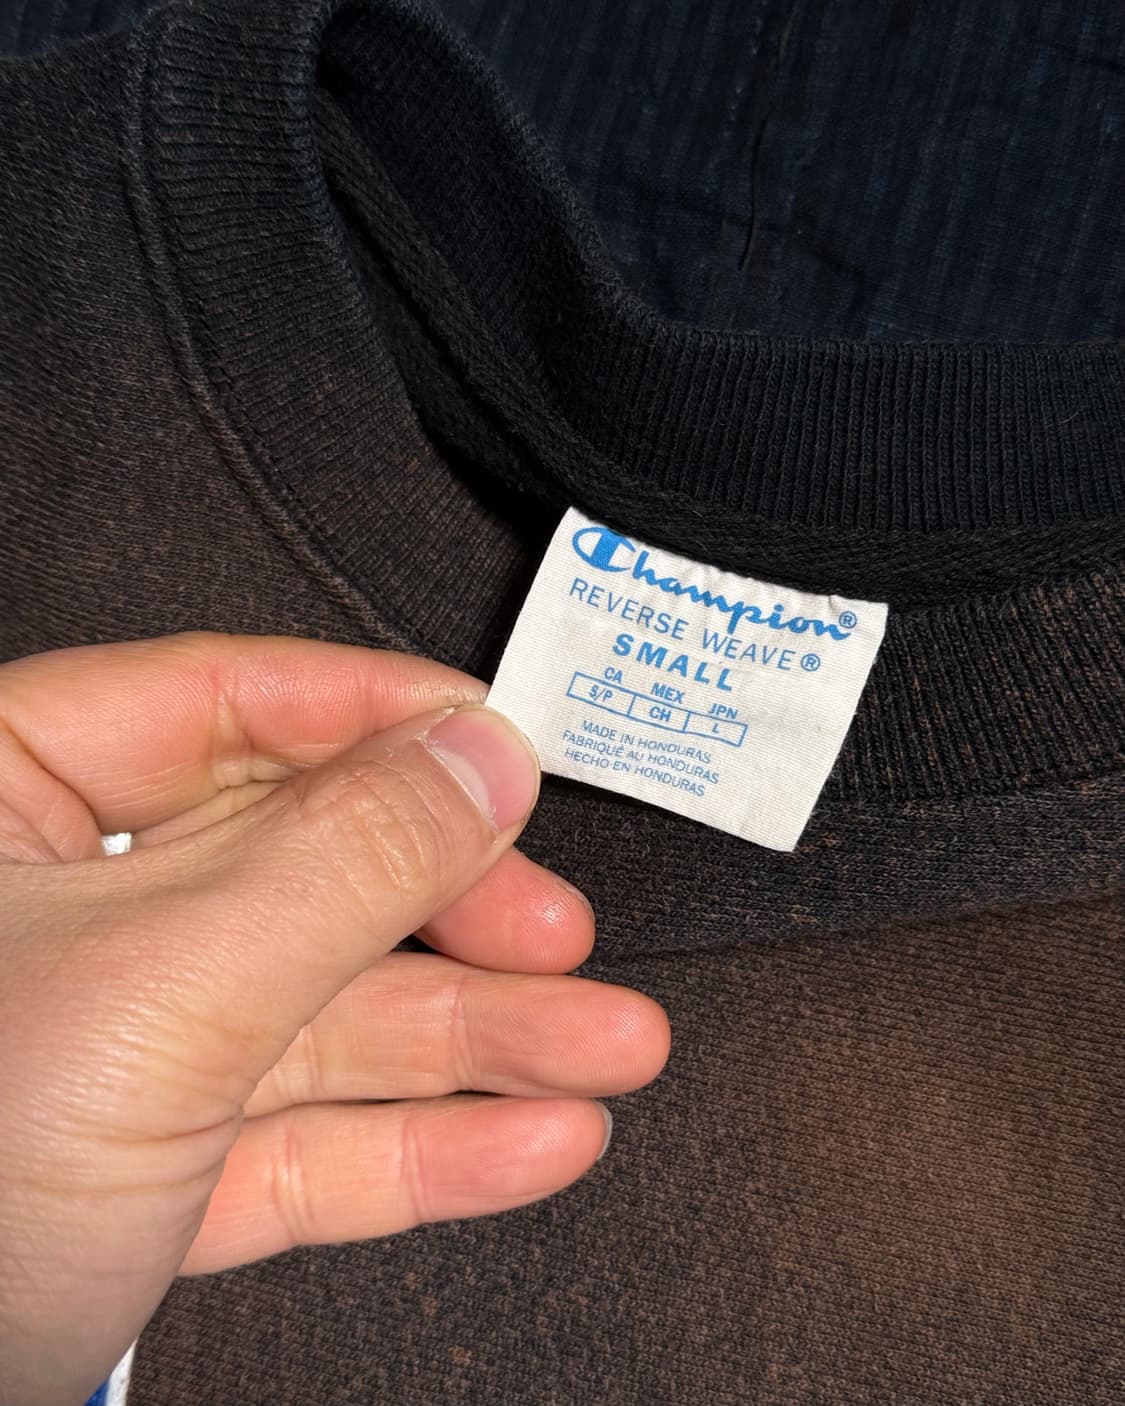 Champion®
REVERSE WEAVE®
SMALL
CA MEX JPN
S/P CH L
MADE IN HONDURAS
FABRIQUÉ AU HONDURAS
HECHO EN HONDURAS